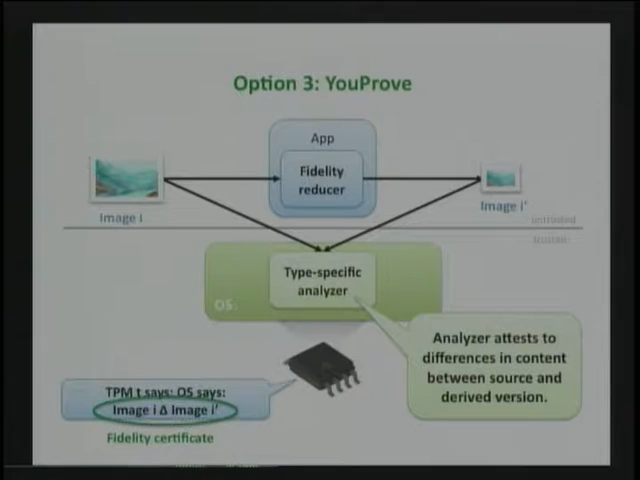 Option 3: YouProve
App
Fidelity
reducer
Image i
Image i'
untrusted
trusted
Type-specific
analyzer
OS
Analyzer attests to
differences in content
between source and
derived version.
TPM t says: OS says:
Image i Δ Image i'
Fidelity certificate